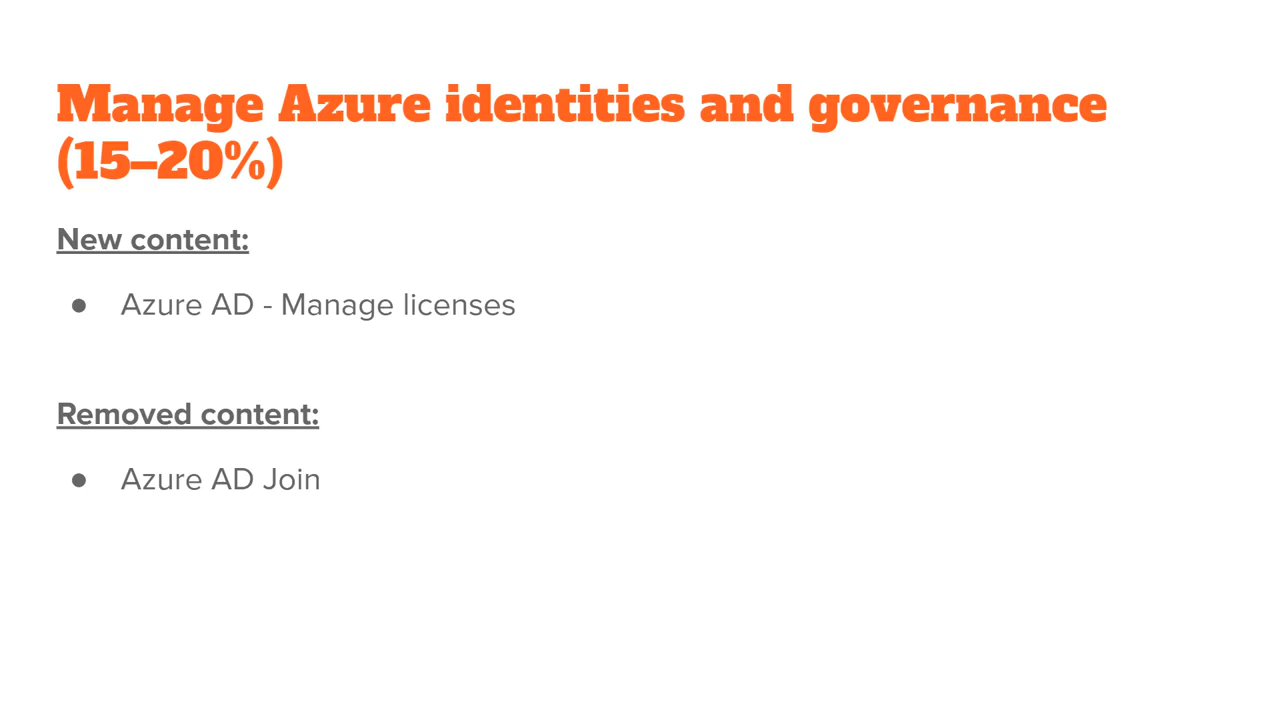 Manage Azure identities and governance
(15–20%)
New content:
● Azure AD - Manage licenses
Removed content:
● Azure AD Join